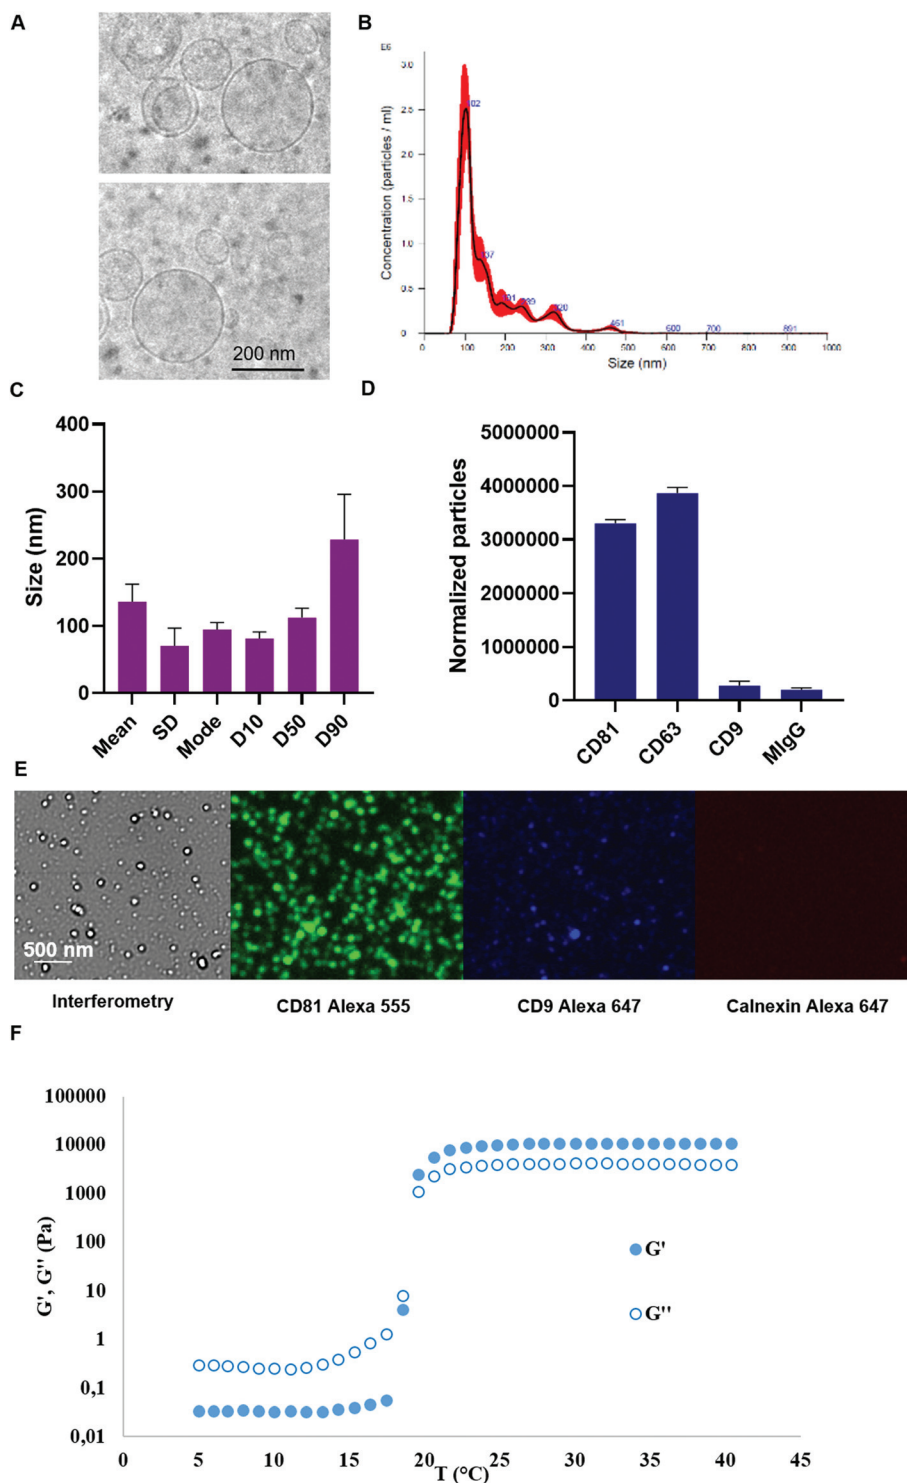 A
200 nm
B
E6
Concentration (particles / ml)
3.0
2.5
2.0
1.5
1.0
0.5
0
461
600
700
891
0
100
200
300
400
500
600
700
800
900
1000
Size (nm)
C
Size (nm)
400
300
200
100
0
Mean
SD
Mode
D10
D50
D90
D
Normalized particles
5000000
4000000
3000000
2000000
1000000
0
CD81
CD63
CD9
MIgG
E
500 nm
Interferometry
CD81 Alexa 555
CD9 Alexa 647
Calnexin Alexa 647
F
G', G'' (Pa)
100000
10000
1000
100
10
1
0,1
0,01
G'
G''
0
5
10
15
20
25
30
35
40
45
T (°C)